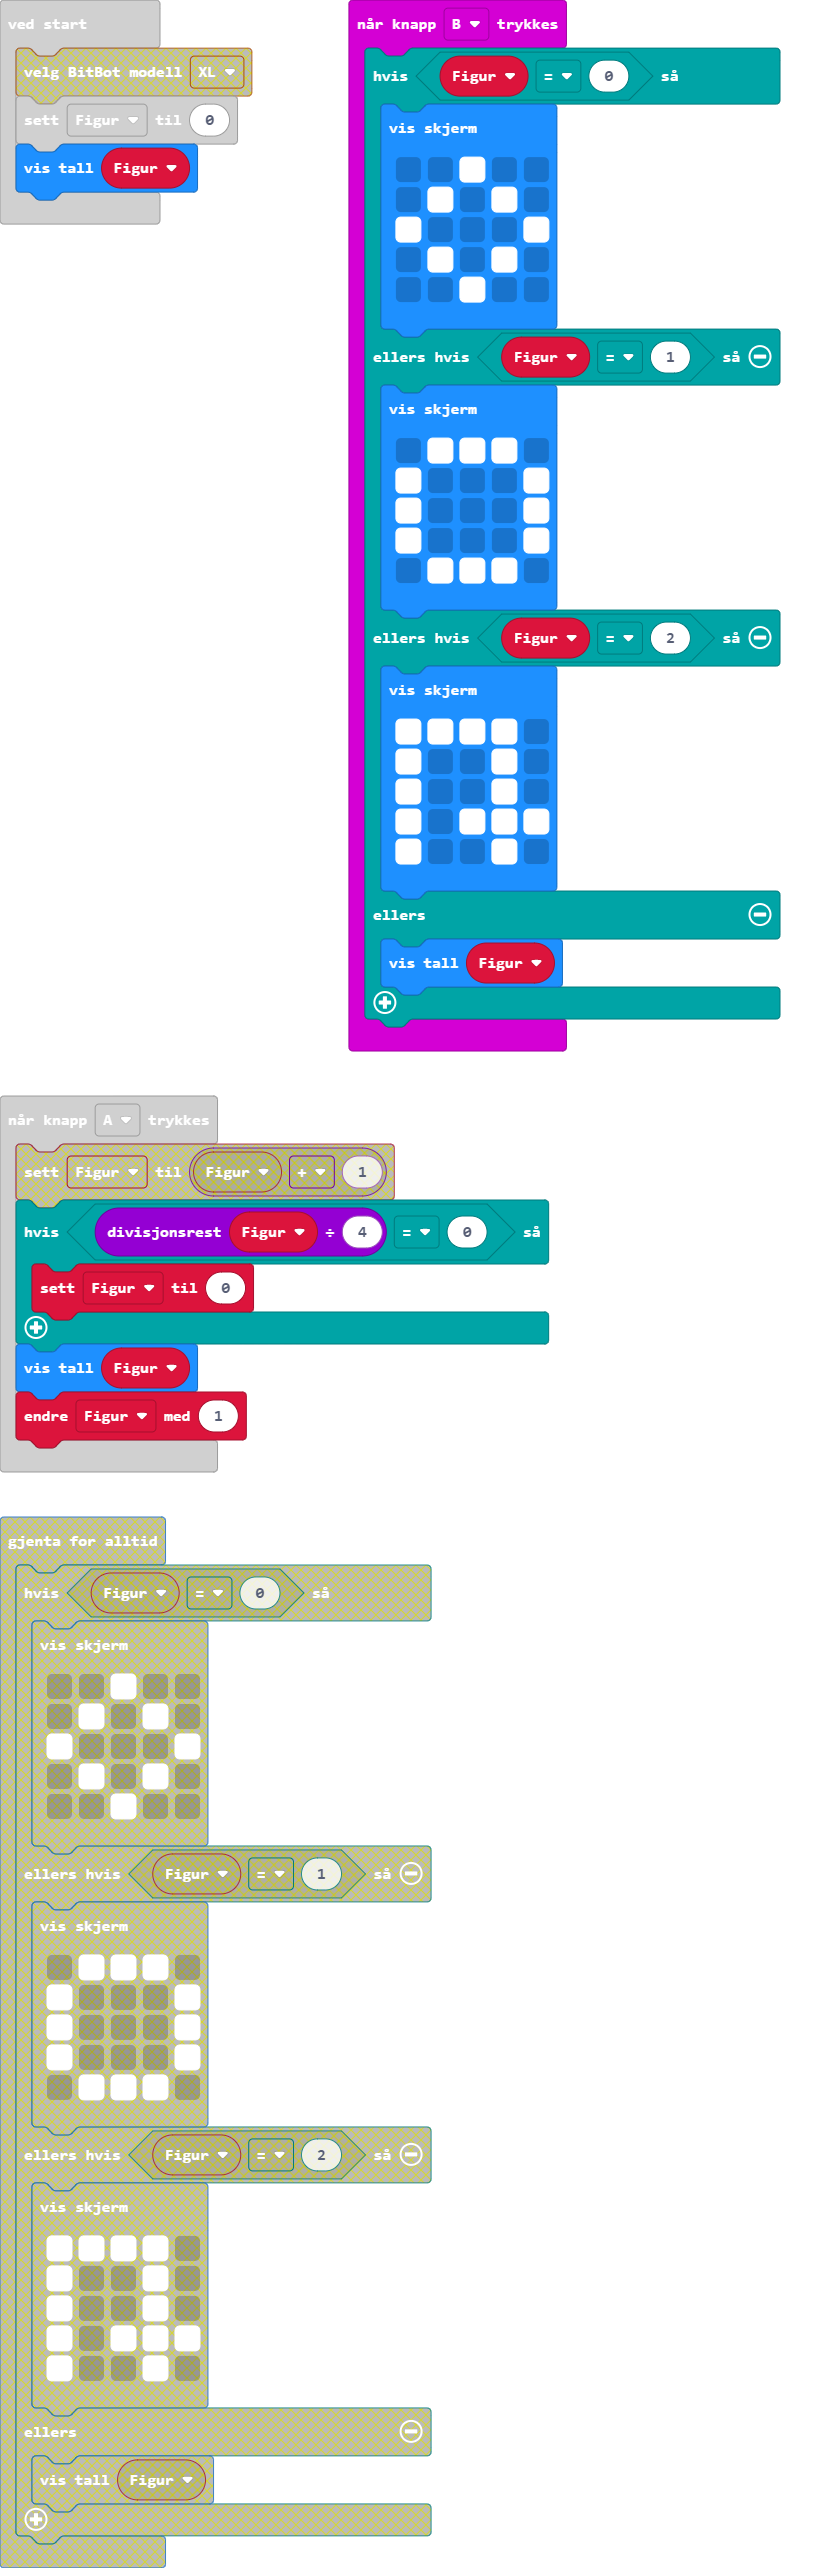 ved start
velg BitBot modell XL
sett Figur til 0
vis tall Figur
når knapp B trykkes
hvis Figur = 0 så
vis skjerm
ellers hvis Figur = 1 så
vis skjerm
ellers hvis Figur = 2 så
vis skjerm
ellers
vis tall Figur
når knapp A trykkes
sett Figur til Figur + 1
hvis divisjonsrest Figur ÷ 4 = 0 så
sett Figur til 0
vis tall Figur
endre Figur med 1
gjenta for alltid
hvis Figur = 0 så
vis skjerm
ellers hvis Figur = 1 så
vis skjerm
ellers hvis Figur = 2 så
vis skjerm
ellers
vis tall Figur